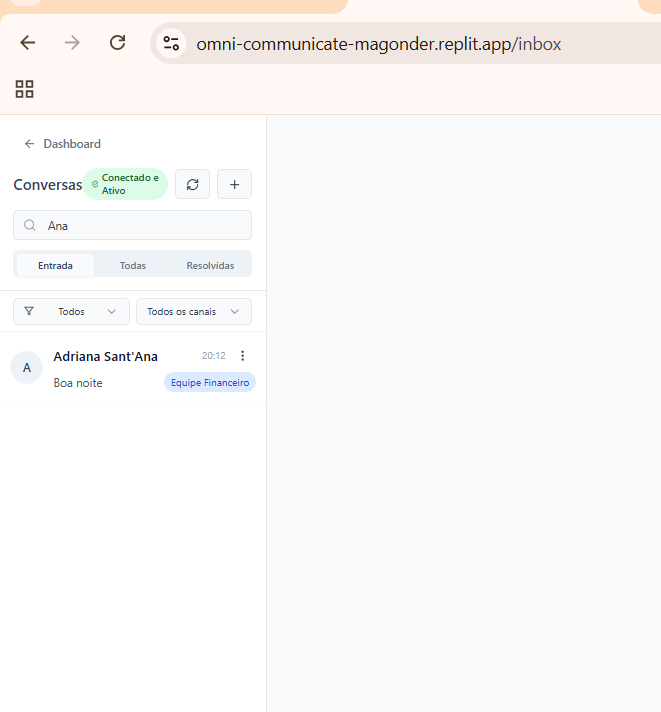 omni-communicate-magonder.replit.app/inbox
Dashboard
Conversas
Conectado e
Ativo
Ana
Entrada Todas Resolvidas
Todos Todos os canais
A
Adriana Sant'Ana 20:12
Boa noite Equipe Financeiro